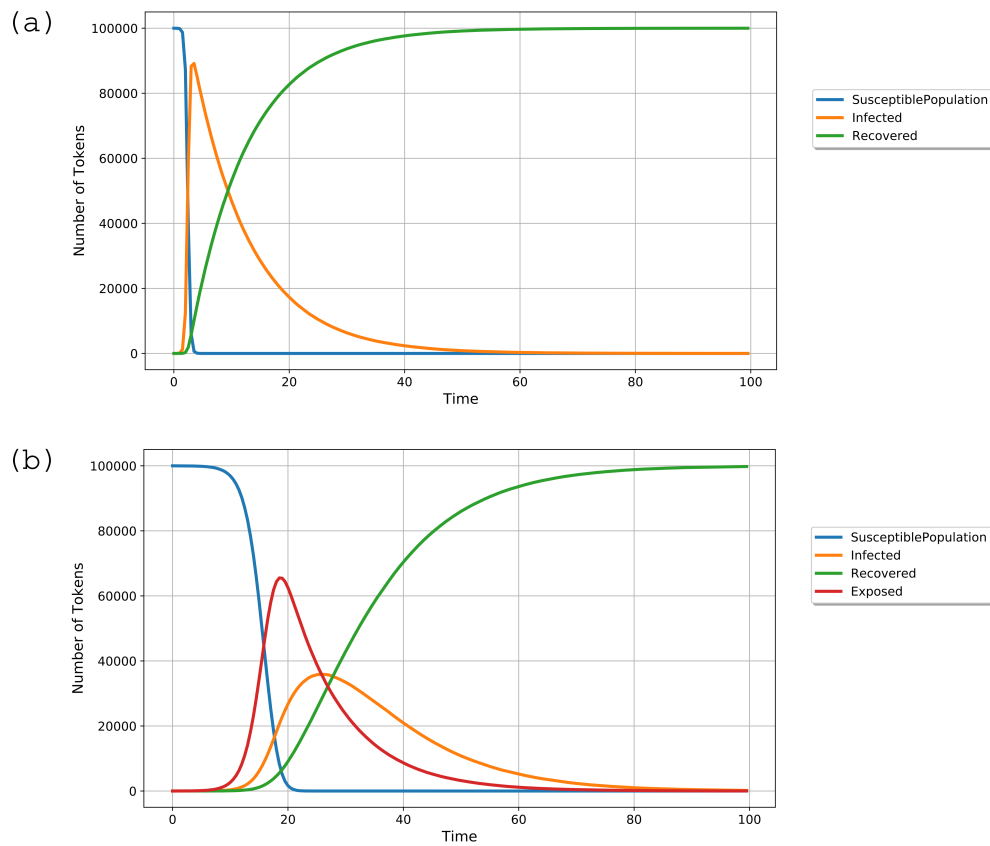 (a)
100000
80000
60000
40000
20000
0
Number of Tokens
0 20 40 60 80 100
Time
SusceptiblePopulation
Infected
Recovered
(b)
100000
80000
60000
40000
20000
0
Number of Tokens
0 20 40 60 80 100
Time
SusceptiblePopulation
Infected
Recovered
Exposed